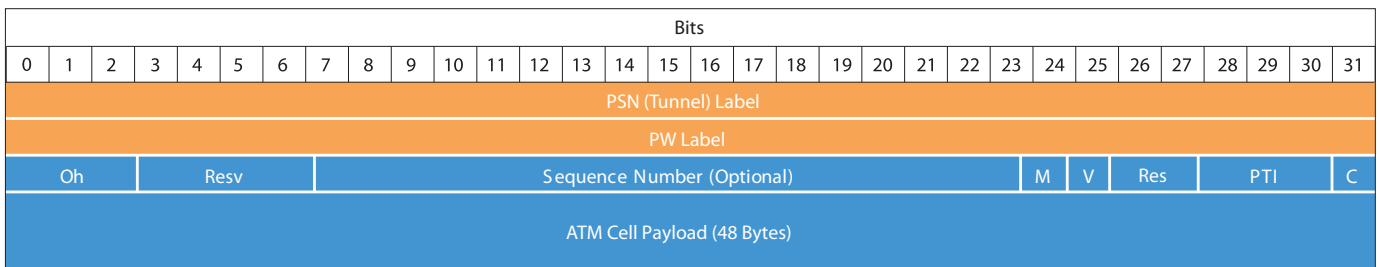 Bits
0 1 2 3 4 5 6 7 8 9 10 11 12 13 14 15 16 17 18 19 20 21 22 23 24 25 26 27 28 29 30 31
PSN (Tunnel) Label
PW Label
Oh Resv Sequence Number (Optional) M V Res PTI C
ATM Cell Payload (48 Bytes)